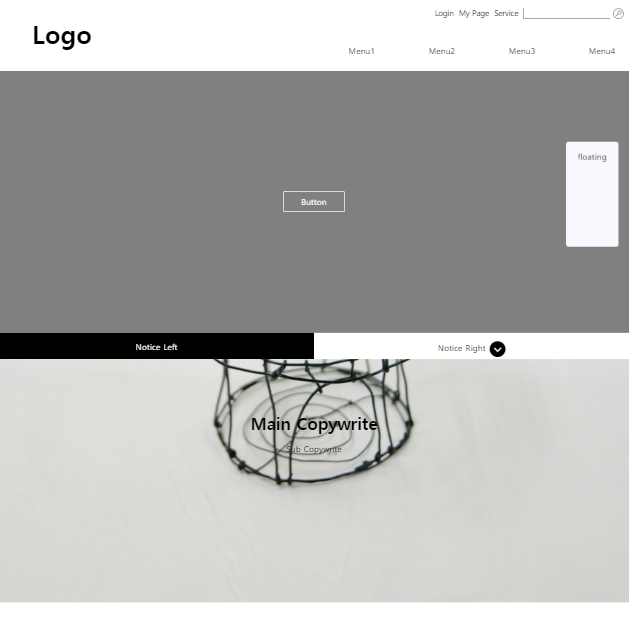 Login My Page Service
Logo
Menu1 Menu2 Menu3 Menu4
floating
Button
Notice Left Notice Right
Main Copywrite
Sub Copywrite